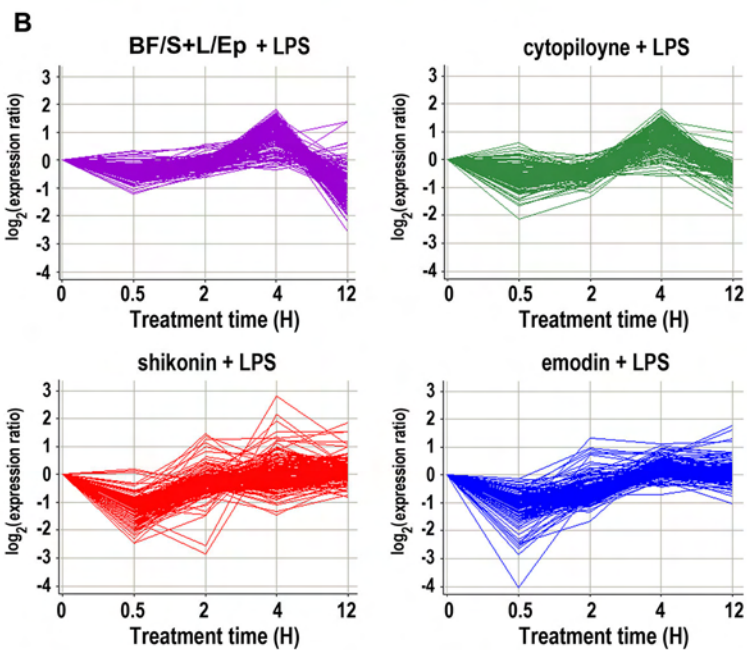 B
BF/S+L/Ep + LPS
log2(expression ratio)
3
2
1
0
-1
-2
-3
-4
0 0.5 2 4 12
Treatment time (H)
cytopiloyne + LPS
log2(expression ratio)
3
2
1
0
-1
-2
-3
-4
0 0.5 2 4 12
Treatment time (H)
shikonin + LPS
log2(expression ratio)
3
2
1
0
-1
-2
-3
-4
0 0.5 2 4 12
Treatment time (H)
emodin + LPS
log2(expression ratio)
3
2
1
0
-1
-2
-3
-4
0 0.5 2 4 12
Treatment time (H)